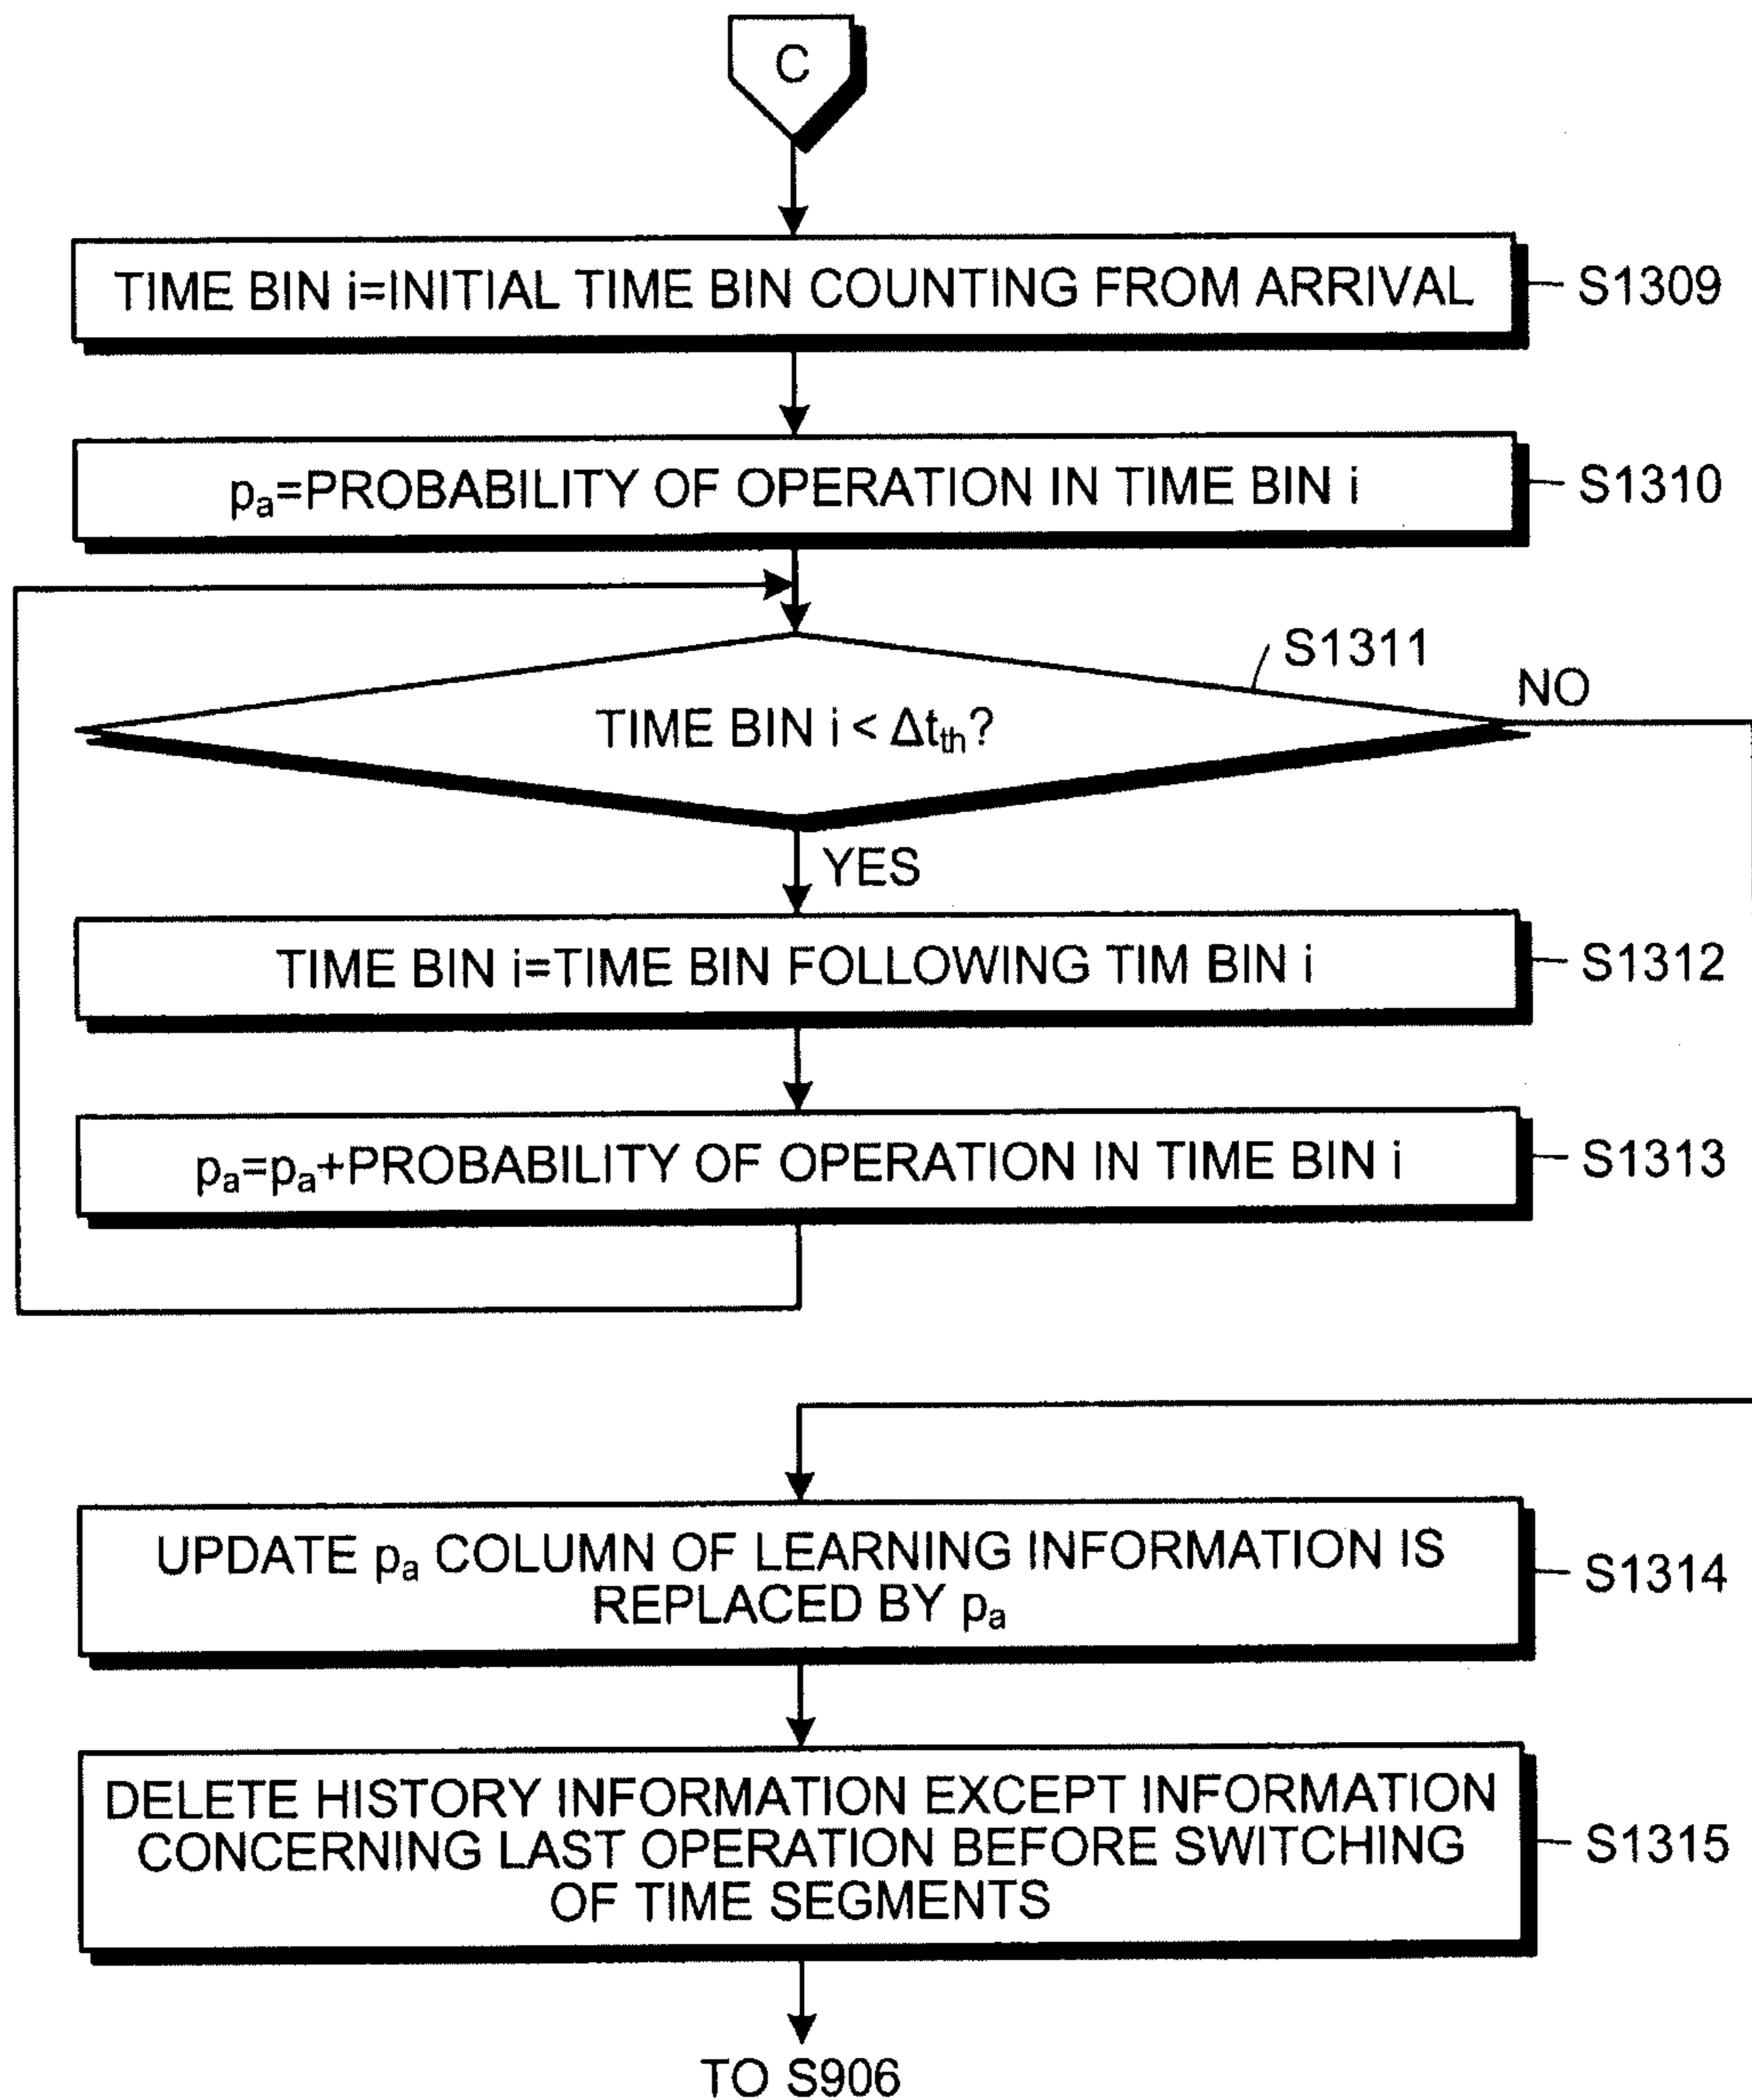 C
TIME BIN i=INITIAL TIME BIN COUNTING FROM ARRIVAL
S1309
pa=PROBABILITY OF OPERATION IN TIME BIN i
S1310
S1311
NO
TIME BIN i < Δtth?
YES
TIME BIN i=TIME BIN FOLLOWING TIM BIN i
S1312
pa=pa+PROBABILITY OF OPERATION IN TIME BIN i
S1313
UPDATE pa COLUMN OF LEARNING INFORMATION IS
REPLACED BY pa
S1314
DELETE HISTORY INFORMATION EXCEPT INFORMATION
CONCERNING LAST OPERATION BEFORE SWITCHING
OF TIME SEGMENTS
S1315
TO S906